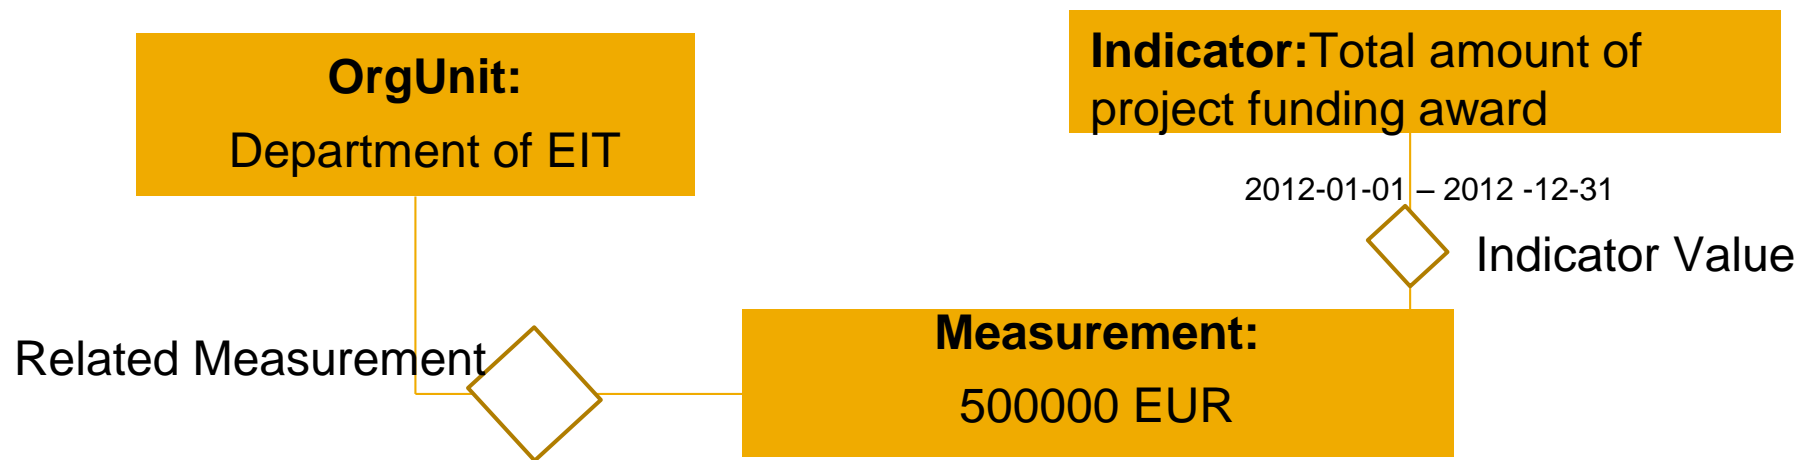 OrgUnit:
Department of EIT
Indicator:Total amount of
project funding award
2012-01-01 – 2012 -12-31
Indicator Value
Related Measurement
Measurement:
500000 EUR